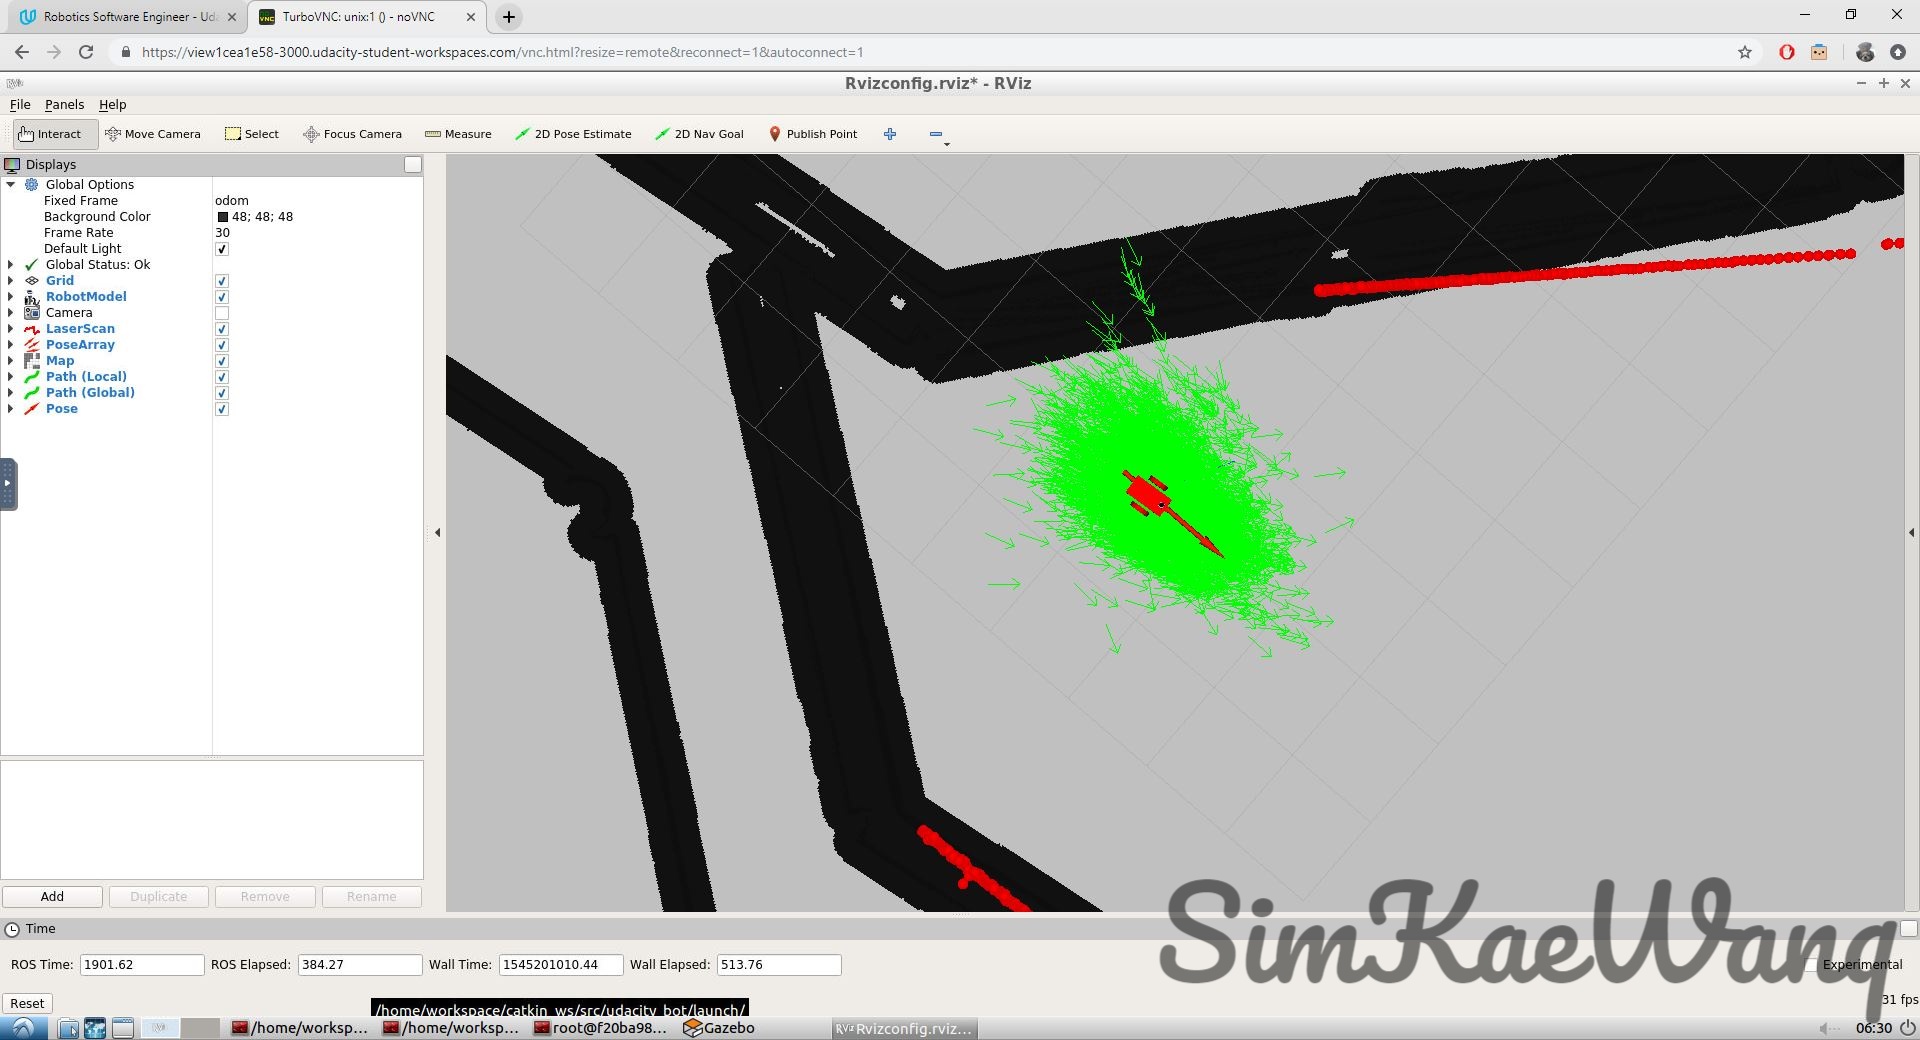 Robotics Software Engineer - Uda
TurboVNC: unix:1 () - noVNC
https://view1cea1e58-3000.udacity-student-workspaces.com/vnc.html?resize=remote&reconnect=1&autoconnect=1
RViz Rvizconfig.rviz* - RViz
File Panels Help
Interact Move Camera Select Focus Camera Measure 2D Pose Estimate 2D Nav Goal Publish Point
Displays
Global Options
Fixed Frame odom
Background Color 48; 48; 48
Frame Rate 30
Default Light
Global Status: Ok
Grid
RobotModel
Camera
LaserScan
PoseArray
Map
Path (Local)
Path (Global)
Pose
Add Duplicate Remove Rename
Time
ROS Time: 1901.62 ROS Elapsed: 384.27 Wall Time: 1545201010.44 Wall Elapsed: 513.76 Experimental
SimKaeWang
Reset 31 fps
/home/workspace/catkin_ws/src/udacity_bot/launch/
/home/worksp... /home/worksp... root@f20ba98... Gazebo RViz Rvizconfig.rviz... 06:30